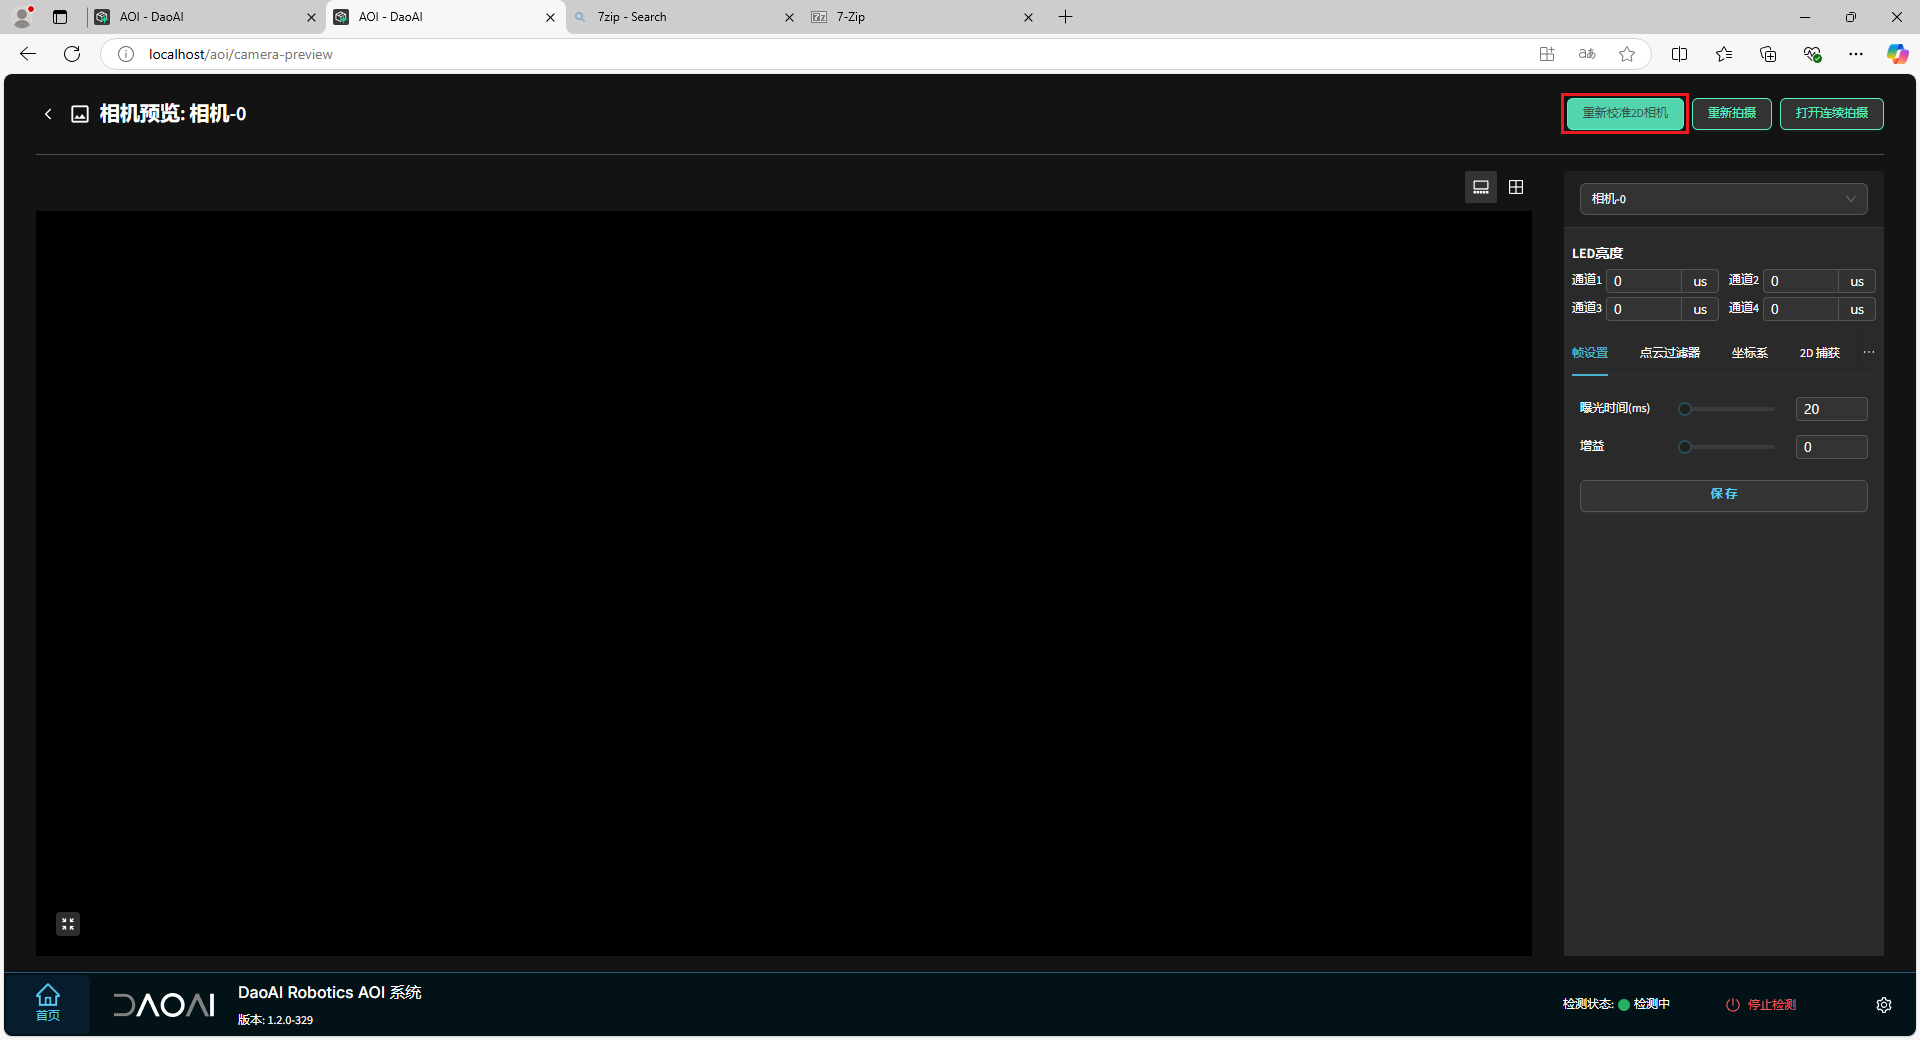 AOI - DaoAI
AOI - DaoAI
7zip - Search
7-Zip
localhost/aoi/camera-preview
相机预览: 相机-0
重新校准2D相机
重新拍摄
打开连续拍摄
相机-0
LED亮度
通道1 0 us 通道2 0 us
通道3 0 us 通道4 0 us
帧设置 点云过滤器 坐标系 2D 捕获 ···
曝光时间(ms) 20
增益 0
保存
首页
DAOAI
DaoAI Robotics AOI 系统
版本: 1.2.0-329
检测状态: 检测中
停止检测